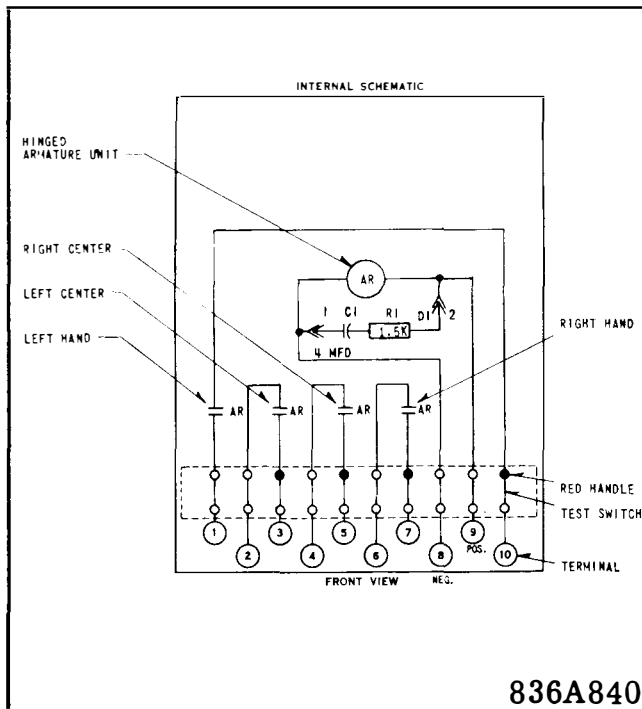 INTERNAL SCHEMATIC
HINGED
ARMATURE UNIT
RIGHT CENTER
LEFT CENTER
LEFT HAND
AR
1 C1 R1 D1 2
1.5K
4 MFD
RIGHT HAND
AR AR AR AR
RED HANDLE
TEST SWITCH
1 3 5 7 9
POS.
2 4 6 8 10
TERMINAL
FRONT VIEW NEG.
836A840